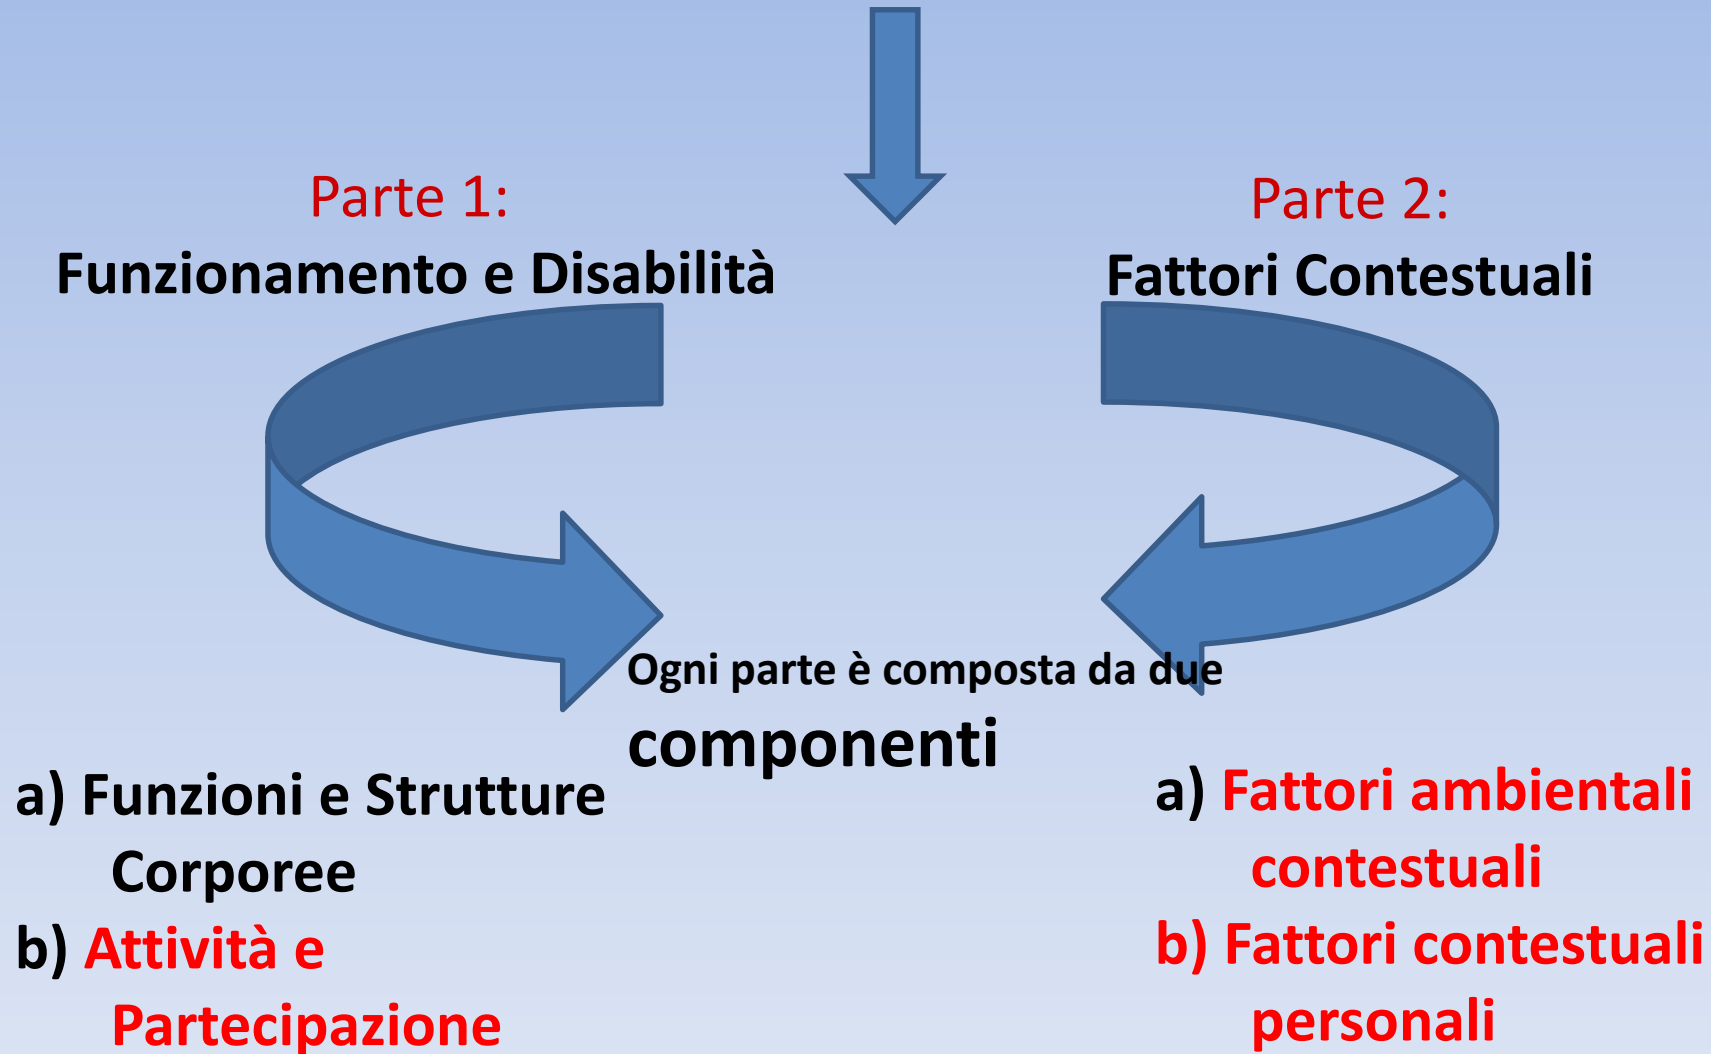 Parte 1:
Funzionamento e Disabilità
Parte 2:
Fattori Contestuali
Ogni parte è composta da due
componenti
a) Funzioni e Strutture
Corporee
b) Attività e
Partecipazione
a) Fattori ambientali
contestuali
b) Fattori contestuali
personali